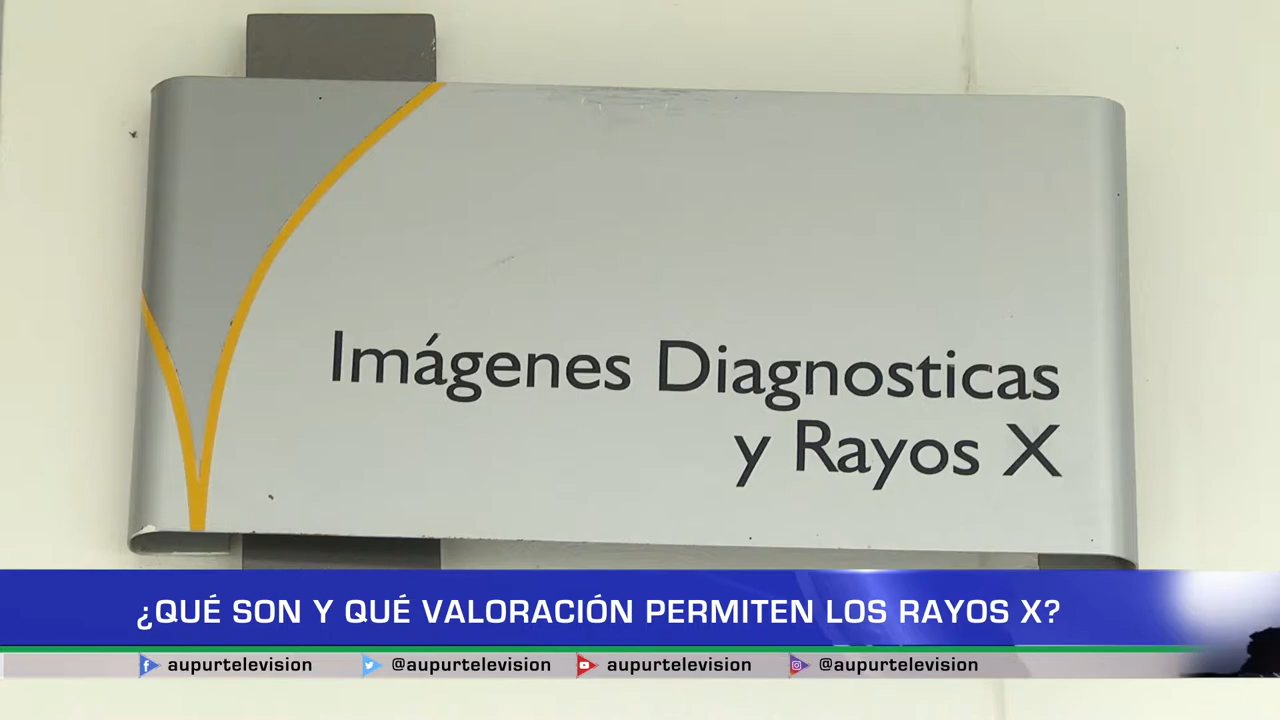 Imágenes Diagnosticas
y Rayos X
¿QUÉ SON Y QUÉ VALORACIÓN PERMITEN LOS RAYOS X?
aupurtelevision @aupurtelevision aupurtelevision @aupurtelevision